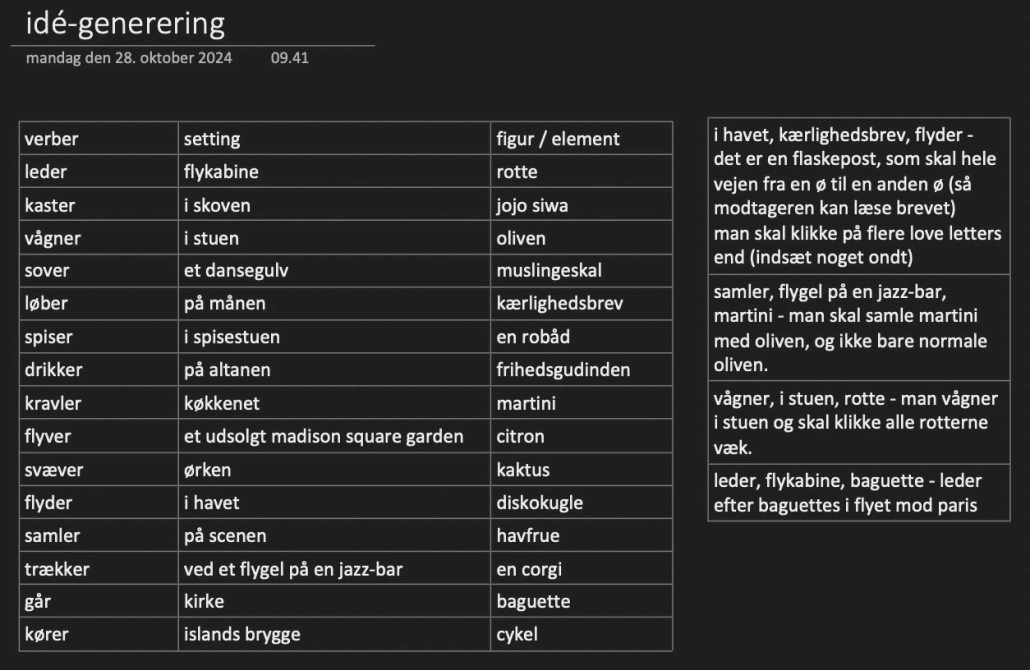 idé-generering
mandag den 28. oktober 2024 09.41
verber setting figur / element
leder flykabine rotte
kaster i skoven jojo siwa
vågner i stuen oliven
sover et dansegulv muslingeskal
løber på månen kærlighedsbrev
spiser i spisestuen en robåd
drikker på altanen frihedsgudinden
kravler køkkenet martini
flyver et udsolgt madison square garden citron
svæver ørken kaktus
flyder i havet diskokugle
samler på scenen havfrue
trækker ved et flygel på en jazz-bar en corgi
går kirke baguette
kører islands brygge cykel
i havet, kærlighedsbrev, flyder -
det er en flaskepost, som skal hele
vejen fra en ø til en anden ø (så
modtageren kan læse brevet)
man skal klikke på flere love letters
end (indsæt noget ondt)
samler, flygel på en jazz-bar,
martini - man skal samle martini
med oliven, og ikke bare normale
oliven.
vågner, i stuen, rotte - man vågner
i stuen og skal klikke alle rotterne
væk.
leder, flykabine, baguette - leder
efter baguettes i flyet mod paris